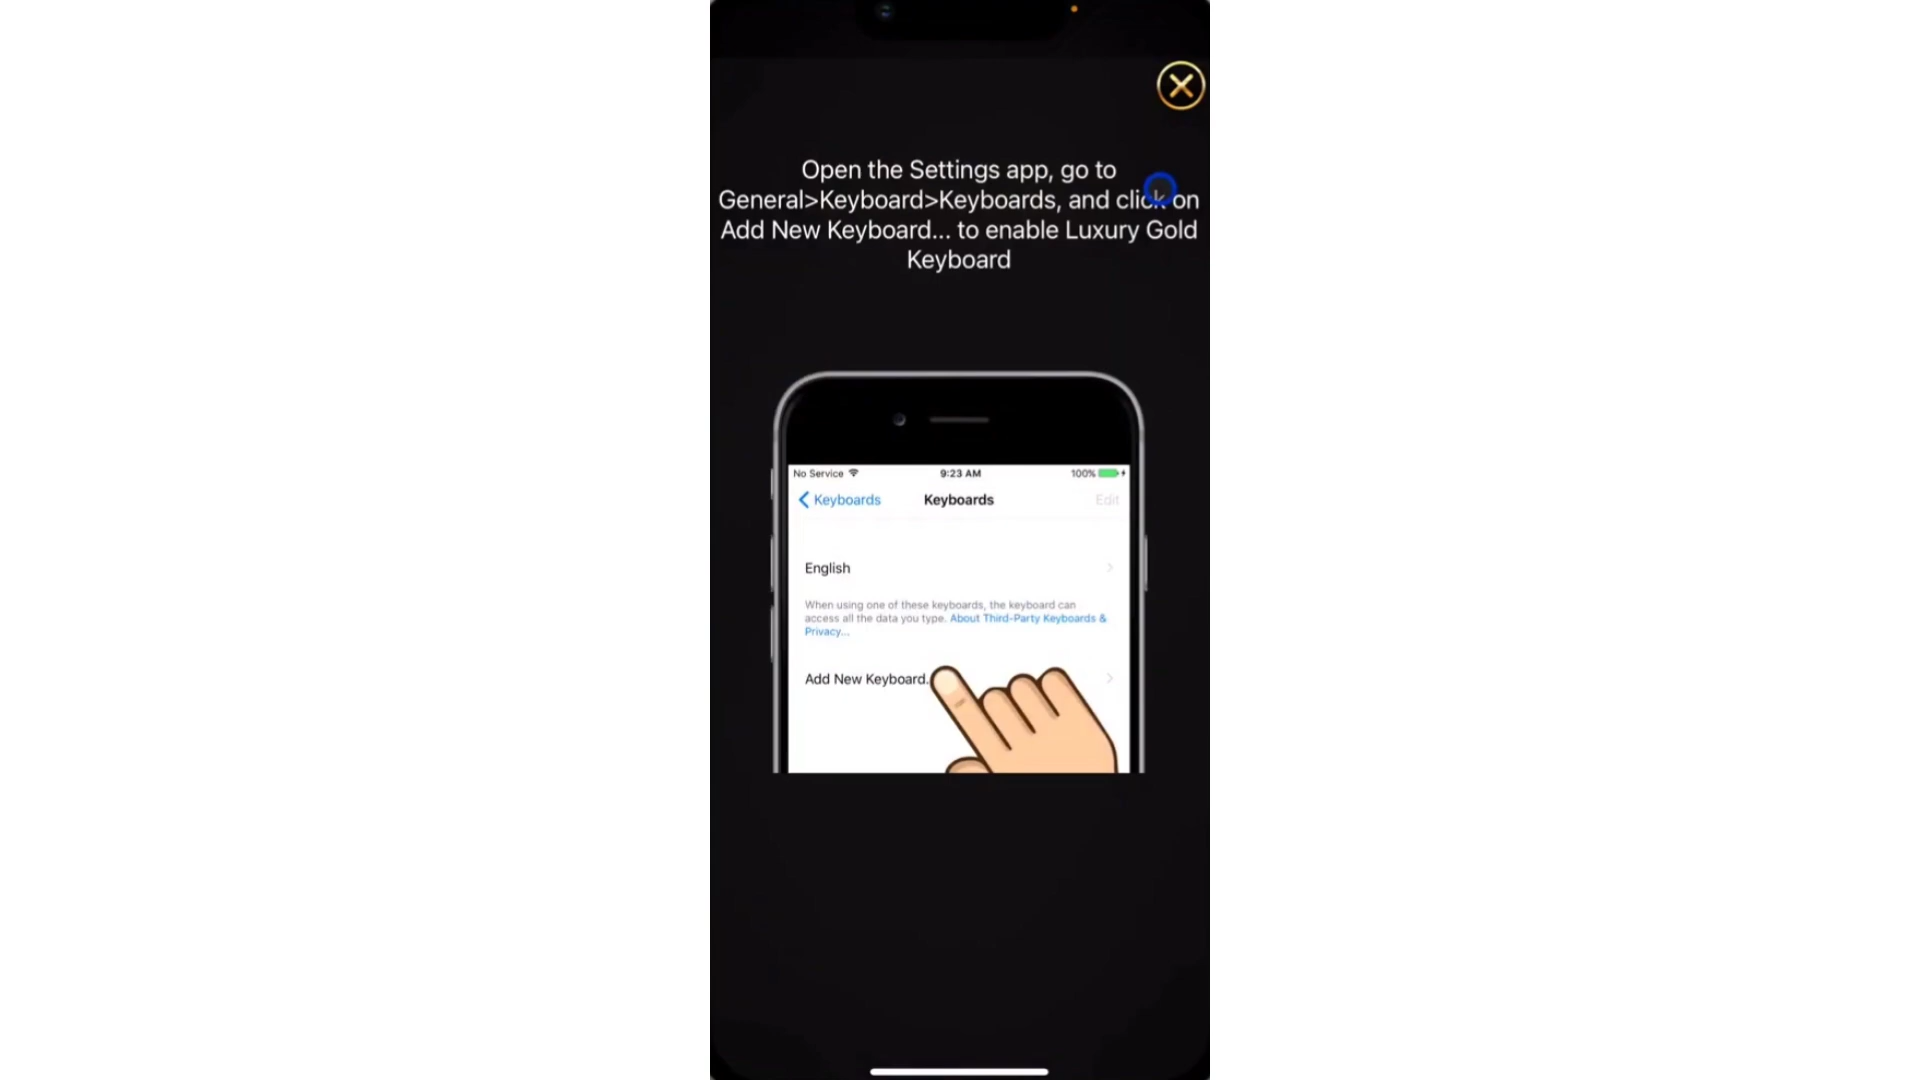 Open the Settings app, go to
General>Keyboard>Keyboards, and click on
Add New Keyboard... to enable Luxury Gold
Keyboard
No Service 9:23 AM 100%
Keyboards Keyboards Edit
English
When using one of these keyboards, the keyboard can
access all the data you type. About Third-Party Keyboards &
Privacy...
Add New Keyboard.